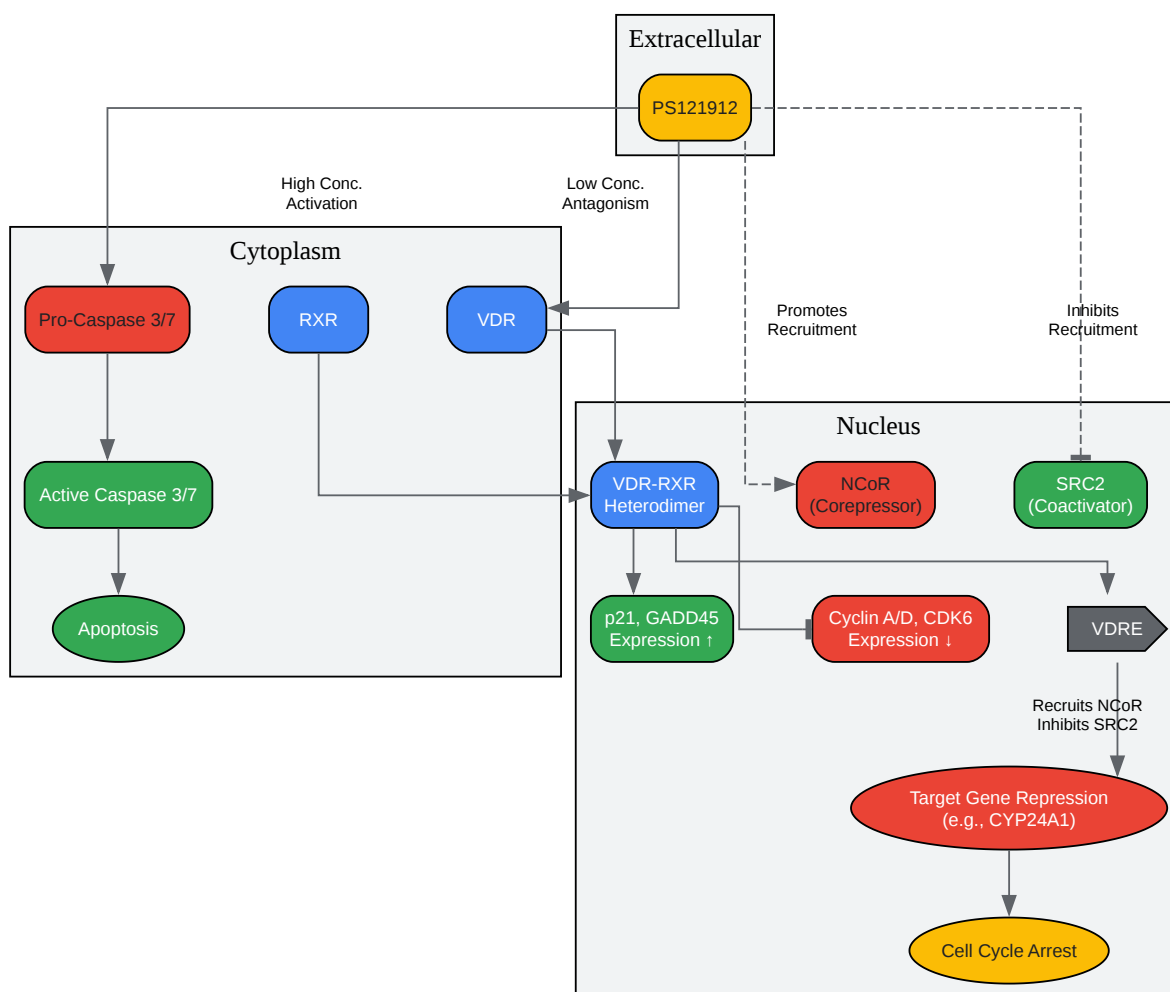 Extracellular
PS121912
High Conc.
Activation
Low Conc.
Antagonism
Cytoplasm
Pro-Caspase 3/7
RXR
VDR
Promotes
Recruitment
Inhibits
Recruitment
Nucleus
Active Caspase 3/7
VDR-RXR
Heterodimer
NCoR
(Corepressor)
SRC2
(Coactivator)
Apoptosis
p21, GADD45
Expression ↑
Cyclin A/D, CDK6
Expression ↓
VDRE
Recruits NCoR
Inhibits SRC2
Target Gene Repression
(e.g., CYP24A1)
Cell Cycle Arrest